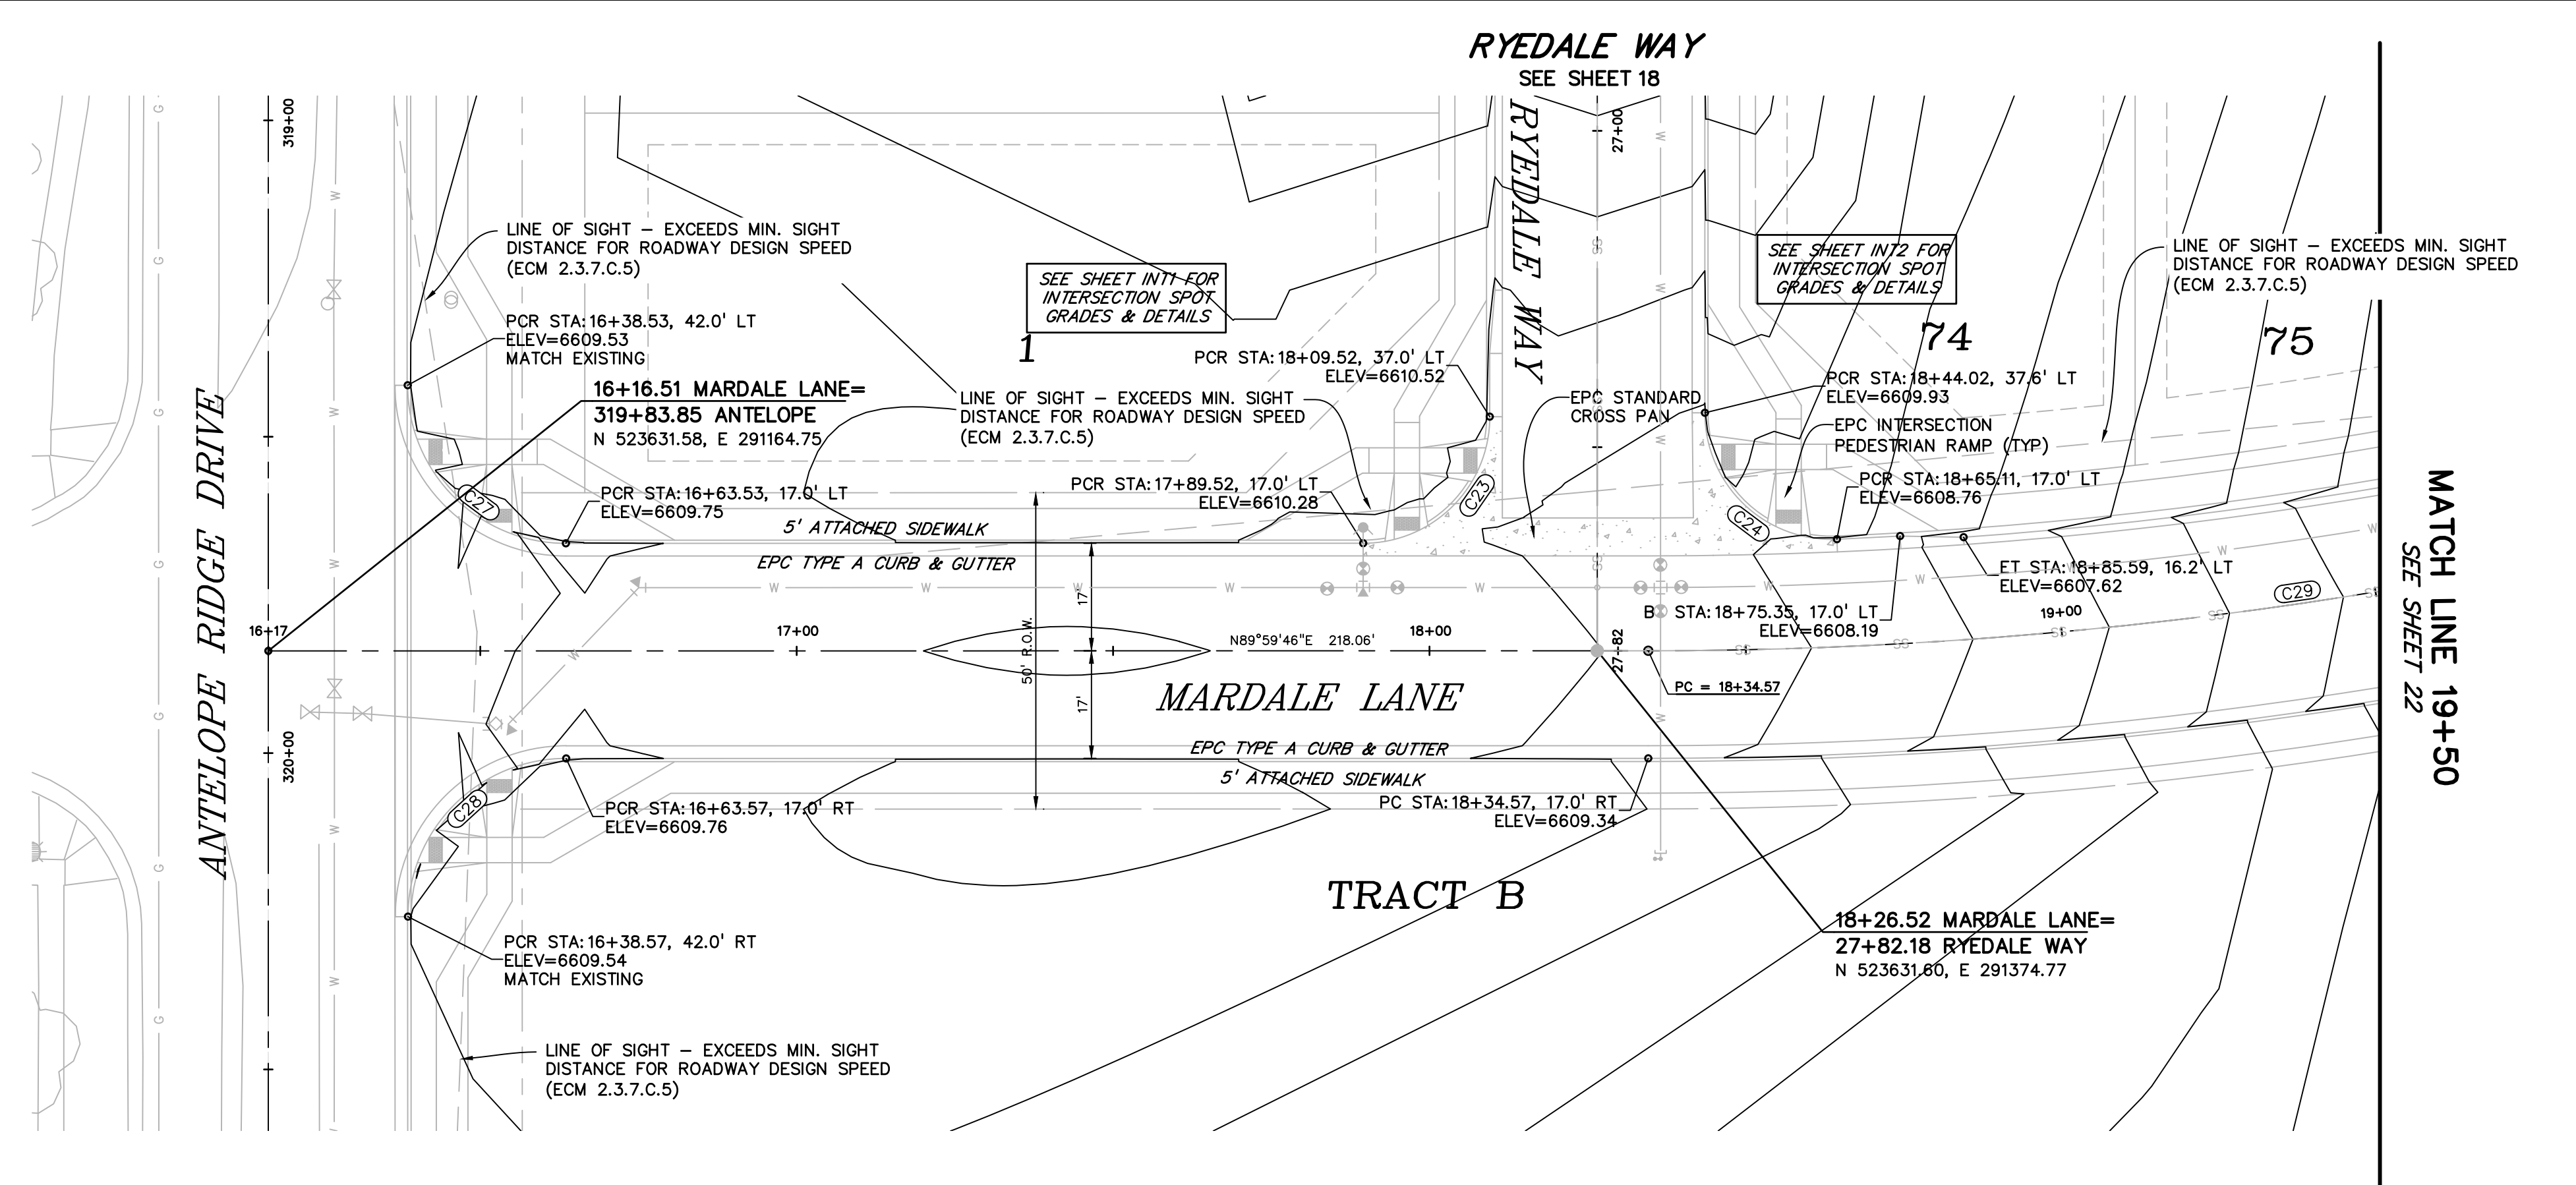 RYEDALE WAY
SEE SHEET 18
319+00
RYEDALE WAY
27+00
LINE OF SIGHT – EXCEEDS MIN. SIGHT
DISTANCE FOR ROADWAY DESIGN SPEED
(ECM 2.3.7.C.5)
SEE SHEET INT1 FOR
INTERSECTION SPOT
GRADES & DETAILS
1
SEE SHEET INT2 FOR
INTERSECTION SPOT
GRADES & DETAILS
74
LINE OF SIGHT – EXCEEDS MIN. SIGHT
DISTANCE FOR ROADWAY DESIGN SPEED
(ECM 2.3.7.C.5)
75
PCR STA:16+38.53, 42.0' LT
ELEV=6609.53
MATCH EXISTING
16+16.51 MARDALE LANE=
319+83.85 ANTELOPE
N 523631.58, E 291164.75
PCR STA:18+09.52, 37.0' LT
ELEV=6610.52
LINE OF SIGHT – EXCEEDS MIN. SIGHT
DISTANCE FOR ROADWAY DESIGN SPEED
(ECM 2.3.7.C.5)
EPC STANDARD
CROSS PAN
PCR STA:18+44.02, 37.6' LT
ELEV=6609.93
EPC INTERSECTION
PEDESTRIAN RAMP (TYP)
ANTELOPE RIDGE DRIVE
C27
PCR STA:16+63.53, 17.0' LT
ELEV=6609.75
PCR STA:17+89.52, 17.0' LT
ELEV=6610.28
C23
C24
PCR STA:18+65.11, 17.0' LT
ELEV=6608.76
5' ATTACHED SIDEWALK
EPC TYPE A CURB & GUTTER
ET STA:18+85.59, 16.2' LT
ELEV=6607.62
C29
B STA:18+75.35, 17.0' LT
ELEV=6608.19
19+00
16+17
17+00
17'
50' R.O.W.
N89°59'46"E 218.06'
18+00
27+82
PC = 18+34.57
17'
MARDALE LANE
320+00
EPC TYPE A CURB & GUTTER
5' ATTACHED SIDEWALK
C28
PCR STA:16+63.57, 17.0' RT
ELEV=6609.76
PC STA:18+34.57, 17.0' RT
ELEV=6609.34
TRACT B
18+26.52 MARDALE LANE=
27+82.18 RYEDALE WAY
N 523631.60, E 291374.77
PCR STA:16+38.57, 42.0' RT
ELEV=6609.54
MATCH EXISTING
LINE OF SIGHT – EXCEEDS MIN. SIGHT
DISTANCE FOR ROADWAY DESIGN SPEED
(ECM 2.3.7.C.5)
MATCH LINE 19+50
SEE SHEET 22